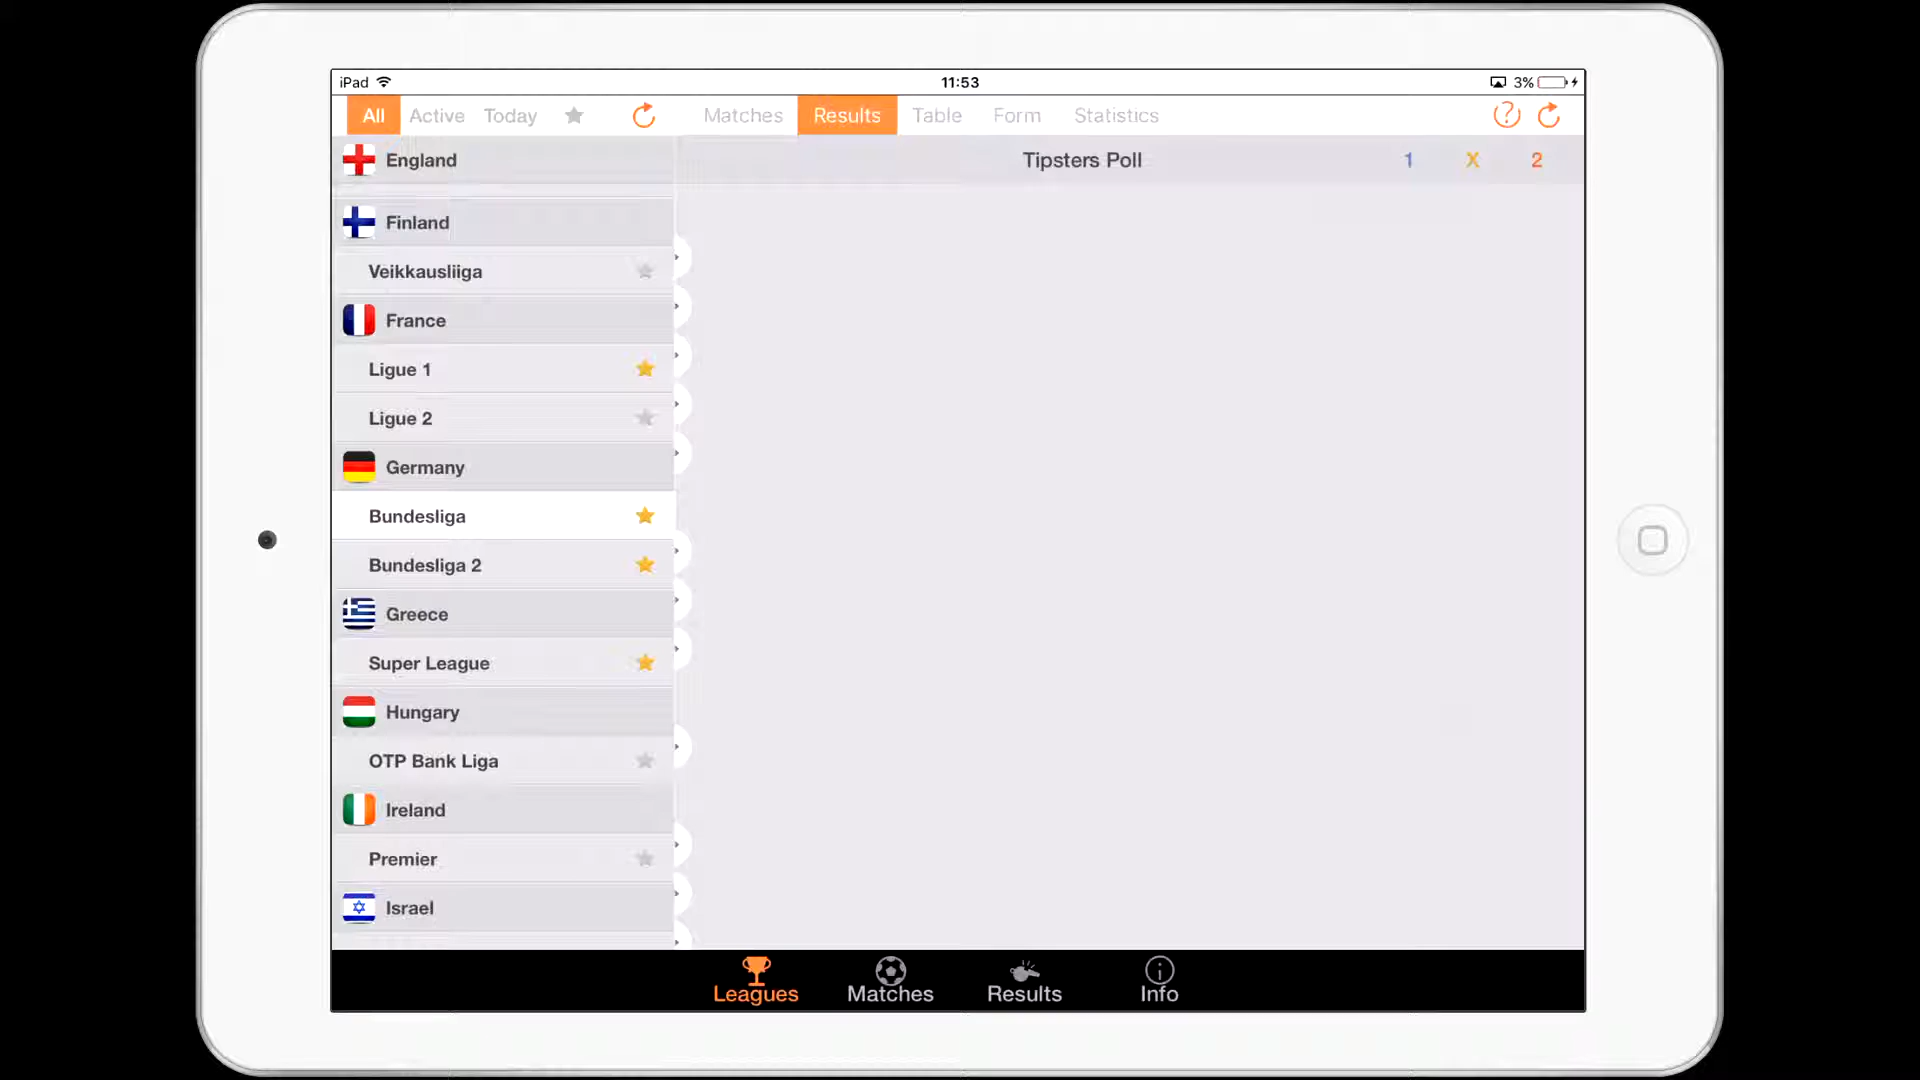 iPad 11:53 3%
All Active Today Matches Results Table Form Statistics ?
England Tipsters Poll 1 X 2
Finland
Veikkausliiga
France
Ligue 1
Ligue 2
Germany
Bundesliga
Bundesliga 2
Greece
Super League
Hungary
OTP Bank Liga
Ireland
Premier
Israel
Leagues Matches Results Info